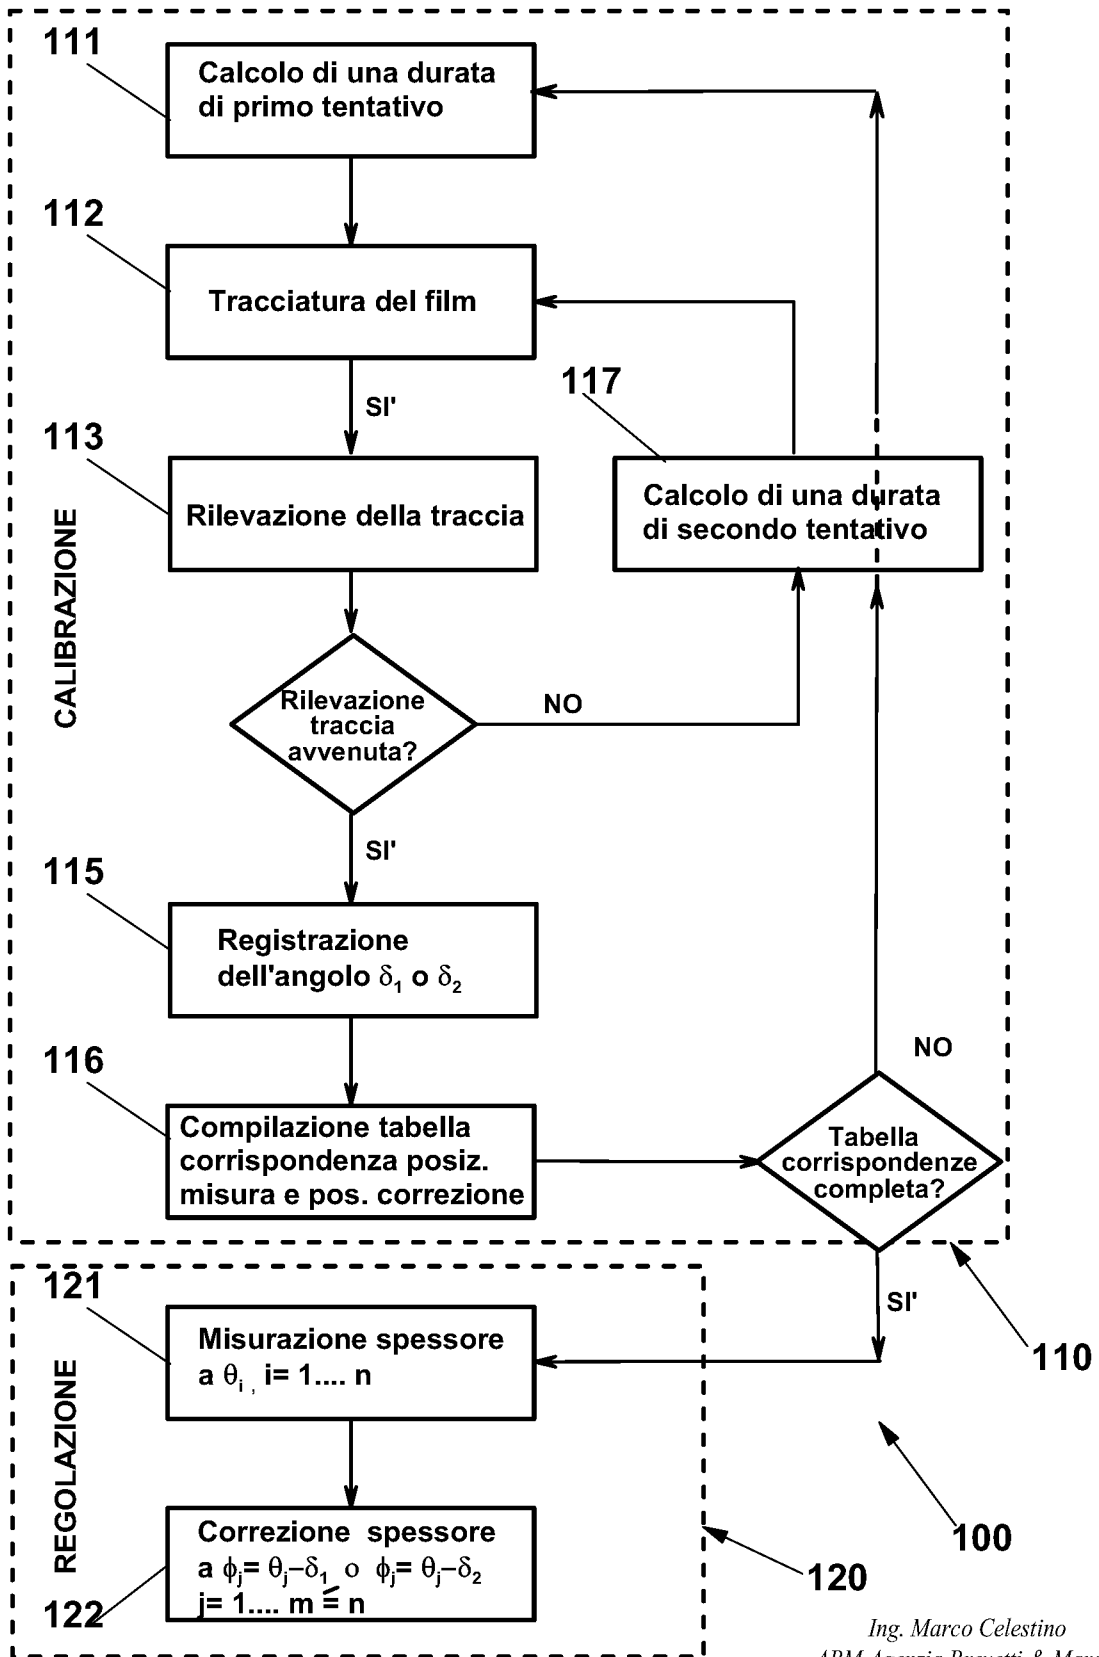 111
Calcolo di una durata
di primo tentativo
112
Tracciatura del film
SI'
117
113
Rilevazione della traccia
Calcolo di una durata
di secondo tentativo
CALIBRAZIONE
Rilevazione
traccia
avvenuta?
NO
SI'
115
Registrazione
dell'angolo δ1 o δ2
116
NO
Compilazione tabella
corrispondenza posiz.
misura e pos. correzione
Tabella
corrispondenze
completa?
121
SI'
Misurazione spessore
a θi , i= 1.... n
110
REGOLAZIONE
Correzione spessore
a ϕj= θj–δ1 o ϕj= θj–δ2
j= 1.... m ≤ n
100
120
122
Ing. Marco Celestino